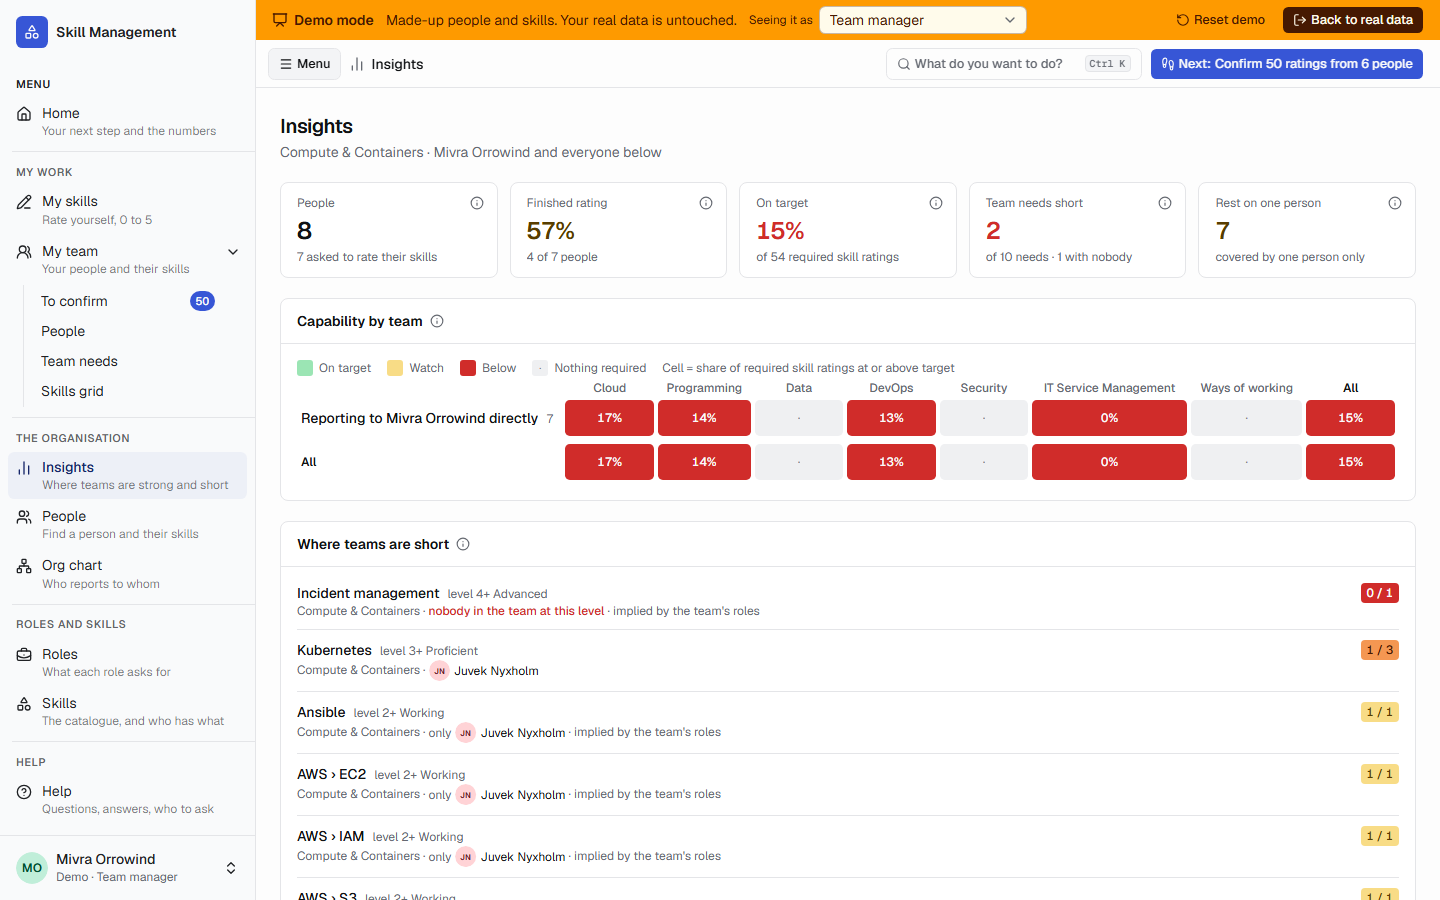 Skill Management
MENU
Home
Your next step and the numbers
MY WORK
My skills
Rate yourself, 0 to 5
My team
Your people and their skills
To confirm 50
People
Team needs
Skills grid
THE ORGANISATION
Insights
Where teams are strong and short
People
Find a person and their skills
Org chart
Who reports to whom
ROLES AND SKILLS
Roles
What each role asks for
Skills
The catalogue, and who has what
HELP
Help
Questions, answers, who to ask
MO Mivra Orrowind
Demo · Team manager
Demo mode Made-up people and skills. Your real data is untouched. Seeing it as Team manager Reset demo Back to real data
Menu Insights What do you want to do? Ctrl K Next: Confirm 50 ratings from 6 people
Insights
Compute & Containers · Mivra Orrowind and everyone below
People
8
7 asked to rate their skills
Finished rating
57%
4 of 7 people
On target
15%
of 54 required skill ratings
Team needs short
2
of 10 needs · 1 with nobody
Rest on one person
7
covered by one person only
Capability by team
On target Watch Below · Nothing required Cell = share of required skill ratings at or above target
Cloud Programming Data DevOps Security IT Service Management Ways of working All
Reporting to Mivra Orrowind directly 7 17% 14% · 13% · 0% · 15%
All 17% 14% · 13% · 0% · 15%
Where teams are short
Incident management level 4+ Advanced 0 / 1
Compute & Containers · nobody in the team at this level · implied by the team's roles
Kubernetes level 3+ Proficient 1 / 3
Compute & Containers · JN Juvek Nyxholm
Ansible level 2+ Working 1 / 1
Compute & Containers · only JN Juvek Nyxholm · implied by the team's roles
AWS › EC2 level 2+ Working 1 / 1
Compute & Containers · only JN Juvek Nyxholm · implied by the team's roles
AWS › IAM level 2+ Working 1 / 1
Compute & Containers · only JN Juvek Nyxholm · implied by the team's roles
AWS › S3 level 2+ Working 1 / 1